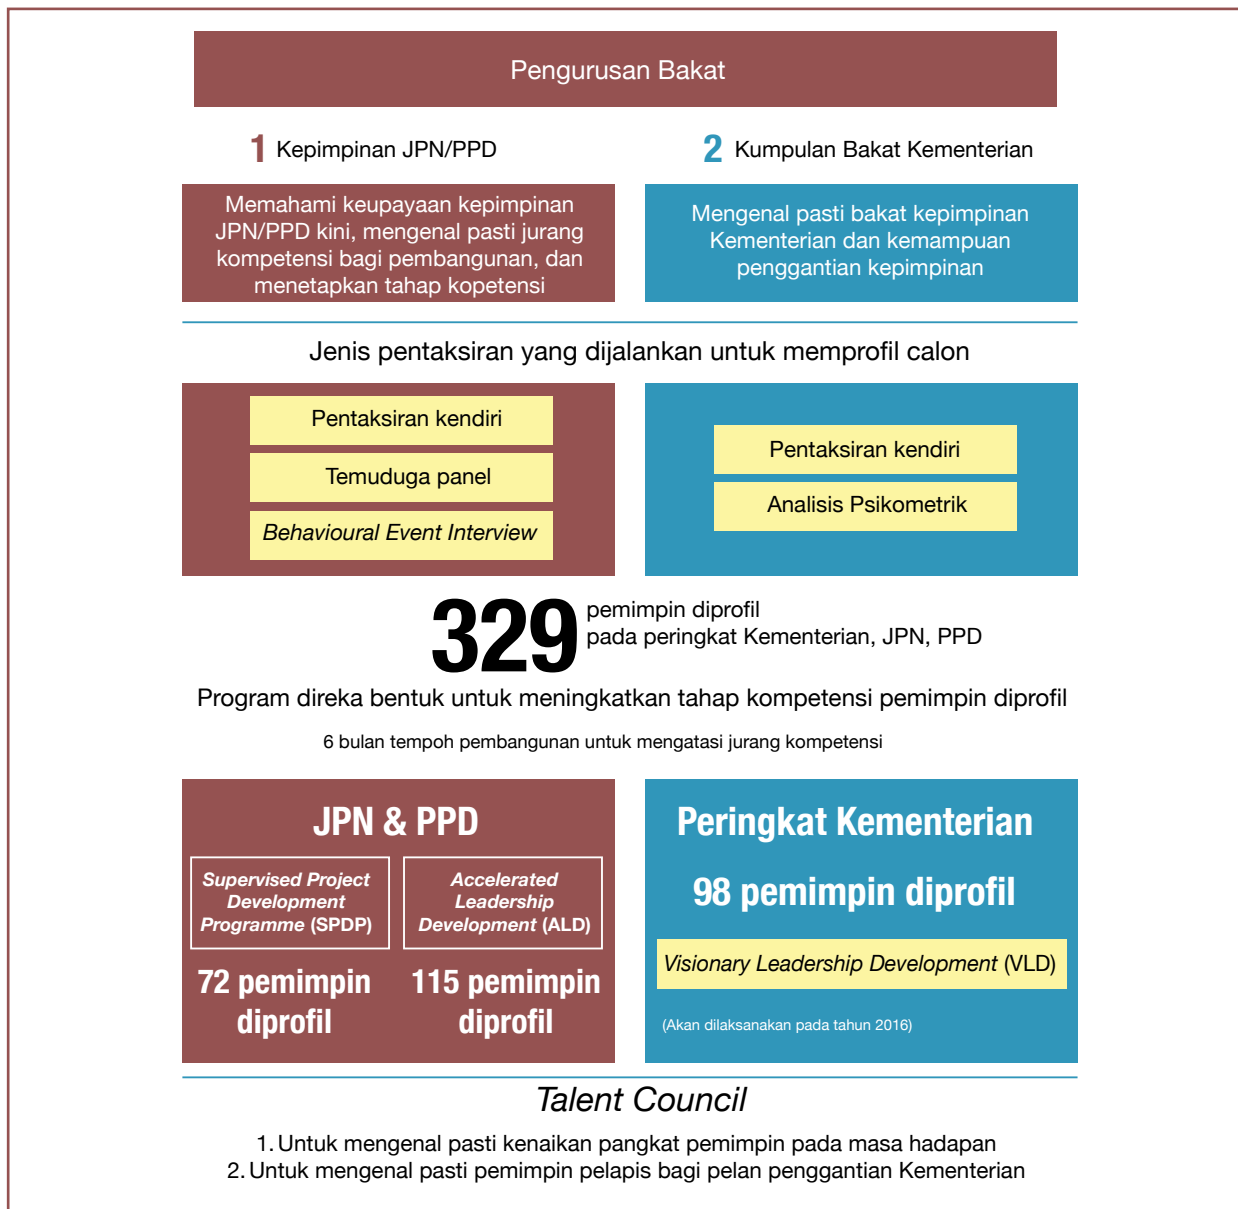 Pengurusan Bakat
1 Kepimpinan JPN/PPD
2 Kumpulan Bakat Kementerian
Memahami keupayaan kepimpinan
JPN/PPD kini, mengenal pasti jurang
kompetensi bagi pembangunan, dan
menetapkan tahap kopetensi
Mengenal pasti bakat kepimpinan
Kementerian dan kemampuan
penggantian kepimpinan
Jenis pentaksiran yang dijalankan untuk memprofil calon
Pentaksiran kendiri
Temuduga panel
Behavioural Event Interview
Pentaksiran kendiri
Analisis Psikometrik
329 pemimpin diprofil
pada peringkat Kementerian, JPN, PPD
Program direka bentuk untuk meningkatkan tahap kompetensi pemimpin diprofil
6 bulan tempoh pembangunan untuk mengatasi jurang kompetensi
JPN & PPD
Supervised Project
Development
Programme (SPDP)
72 pemimpin
diprofil
Accelerated
Leadership
Development (ALD)
115 pemimpin
diprofil
Peringkat Kementerian
98 pemimpin diprofil
Visionary Leadership Development (VLD)
(Akan dilaksanakan pada tahun 2016)
Talent Council
1. Untuk mengenal pasti kenaikan pangkat pemimpin pada masa hadapan
2. Untuk mengenal pasti pemimpin pelapis bagi pelan penggantian Kementerian